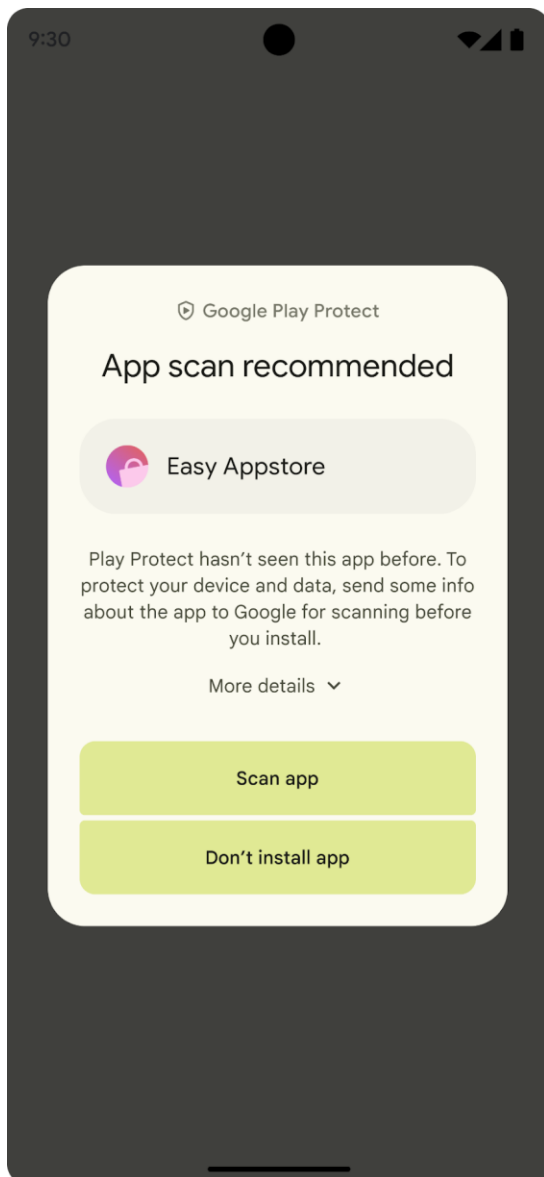 9:30
Google Play Protect
App scan recommended
Easy Appstore
Play Protect hasn’t seen this app before. To
protect your device and data, send some info
about the app to Google for scanning before
you install.
More details
Scan app
Don’t install app